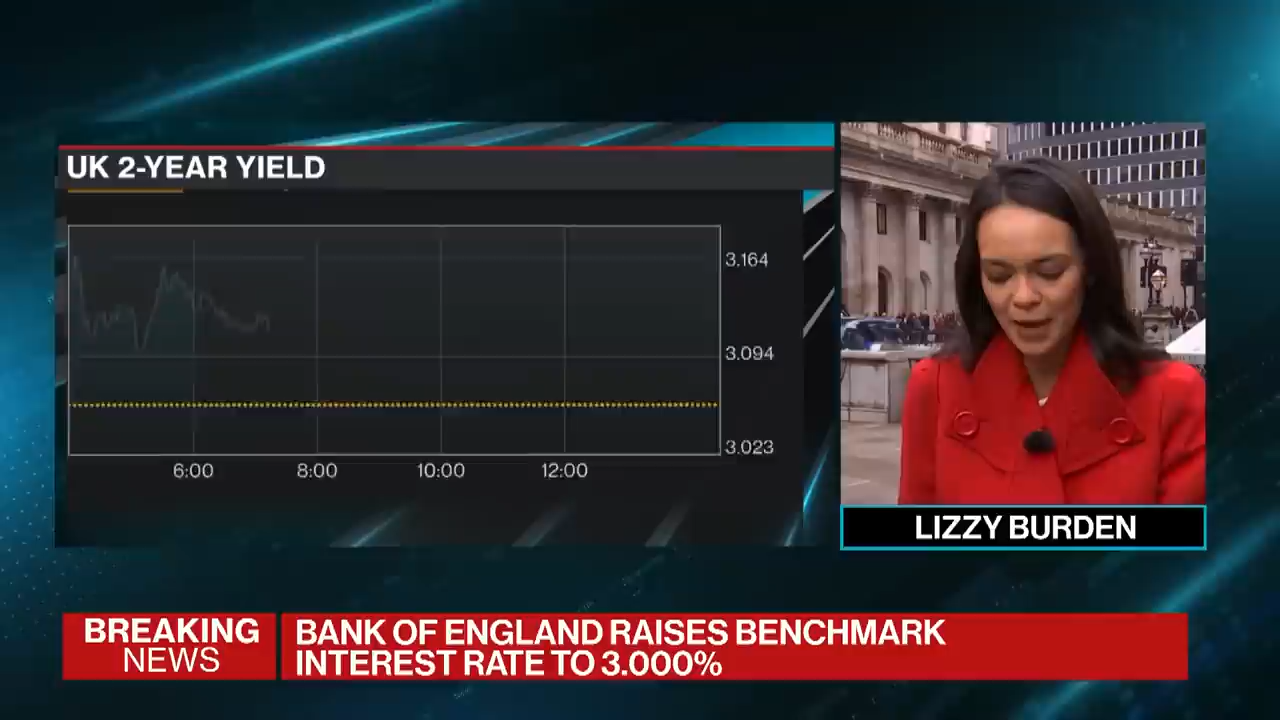 UK 2-YEAR YIELD
3.164
3.094
3.023
6:00 8:00 10:00 12:00
LIZZY BURDEN
BREAKING
NEWS
BANK OF ENGLAND RAISES BENCHMARK
INTEREST RATE TO 3.000%